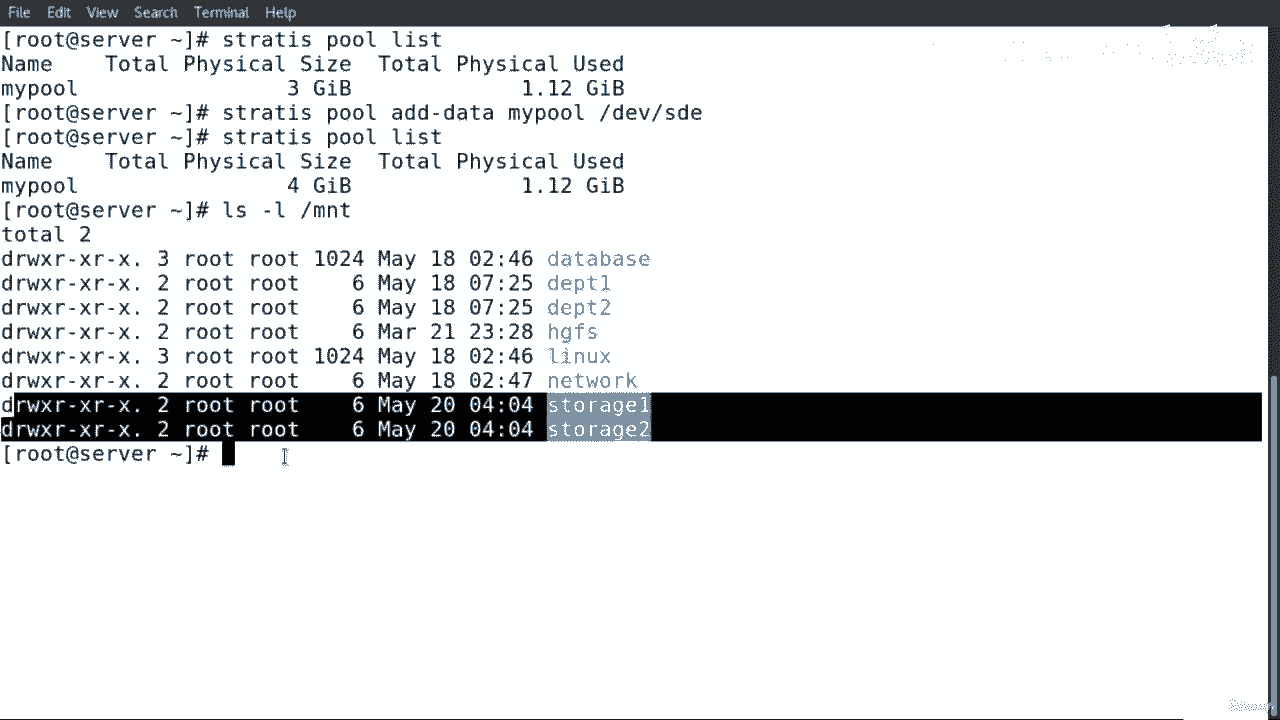 File Edit View Search Terminal Help
[root@server ~]# stratis pool list
Name    Total Physical Size  Total Physical Used
mypool                3 GiB             1.12 GiB
[root@server ~]# stratis pool add-data mypool /dev/sde
[root@server ~]# stratis pool list
Name    Total Physical Size  Total Physical Used
mypool                4 GiB             1.12 GiB
[root@server ~]# ls -l /mnt
total 2
drwxr-xr-x. 3 root root 1024 May 18 02:46 database
drwxr-xr-x. 2 root root    6 May 18 07:25 dept1
drwxr-xr-x. 2 root root    6 May 18 07:25 dept2
drwxr-xr-x. 2 root root    6 Mar 21 23:28 hgfs
drwxr-xr-x. 3 root root 1024 May 18 02:46 linux
drwxr-xr-x. 2 root root    6 May 18 02:47 network
drwxr-xr-x. 2 root root    6 May 20 04:04 storage1
drwxr-xr-x. 2 root root    6 May 20 04:04 storage2
[root@server ~]#